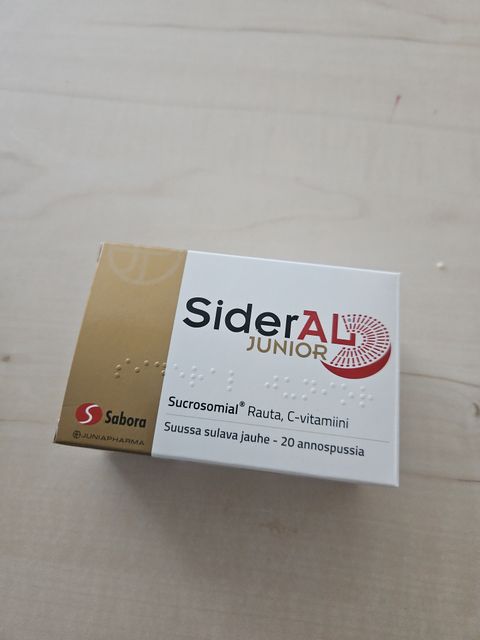 SiderAL
JUNIOR
Sucrosomial® Rauta, C-vitamiini
Suussa sulava jauhe - 20 annospussia
Sabora
JUNIAPHARMA